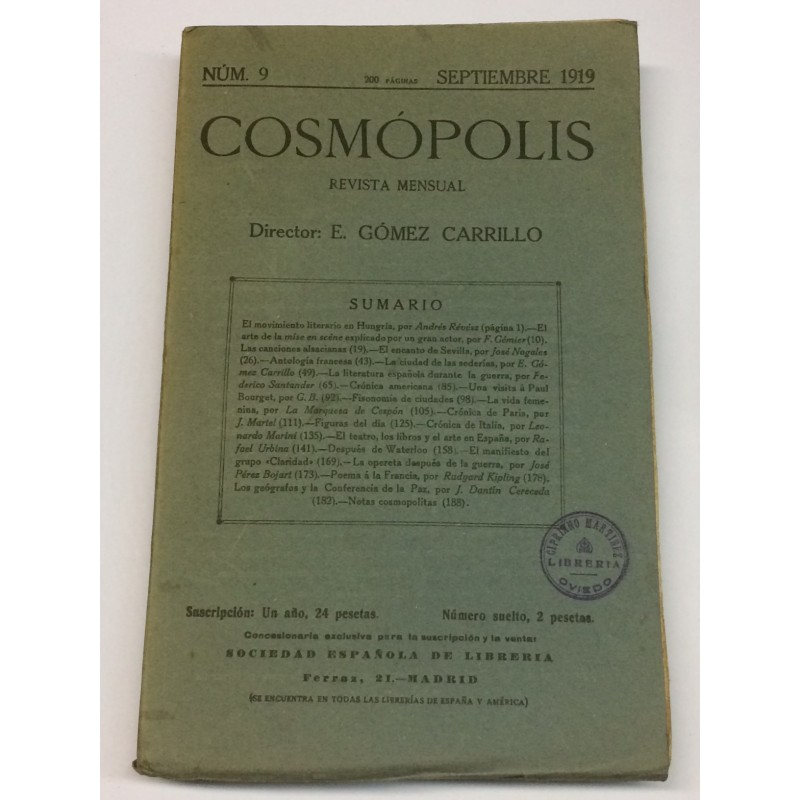 NÚM. 9 200 PÁGINAS SEPTIEMBRE 1919
COSMÓPOLIS
REVISTA MENSUAL
Director: E. GÓMEZ CARRILLO
SUMARIO
El movimiento literario en Hungría, por Andrés Révész (página 1).—El
arte de la mise en scéne explicado por un gran actor, por F. Gémier (10).
Las canciones alsacianas (19).—El encanto de Sevilla, por José Nogales
(26).—Antología francesa (43).—La ciudad de las sederías, por E. Gó-
mez Carrillo (49).—La literatura española durante la guerra, por Fe-
derico Santander (65).—Crónica americana (85).—Una visita á Paul
Bourget, por G. B. (92).—Fisonomía de ciudades (98).—La vida feme-
nina, por La Marquesa de Cespón (105).—Crónica de París, por
J. Martel (111).—Figuras del día (125).—Crónica de Italia, por Leo-
nardo Marini (135).—El teatro, los libros y el arte en España, por Ra-
fael Urbina (141).—Después de Waterloo (158).—El manifiesto del
grupo «Claridad» (169).—La opereta después de la guerra, por José
Pérez Bojart (173).—Poema á la Francia, por Rudyard Kipling (178).
Los geógrafos y la Conferencia de la Paz, por J. Dantín Cereceda
(182).—Notas cosmopolitas (188).
CIPRIANO MARTINEZ
LIBRERIA
OVIEDO
Suscripción: Un año, 24 pesetas. Número suelto, 2 pesetas.
Concesionaria exclusiva para la suscripción y la venta:
SOCIEDAD ESPAÑOLA DE LIBRERIA
Ferraz, 21.—MADRID
(SE ENCUENTRA EN TODAS LAS LIBRERÍAS DE ESPAÑA Y AMÉRICA)